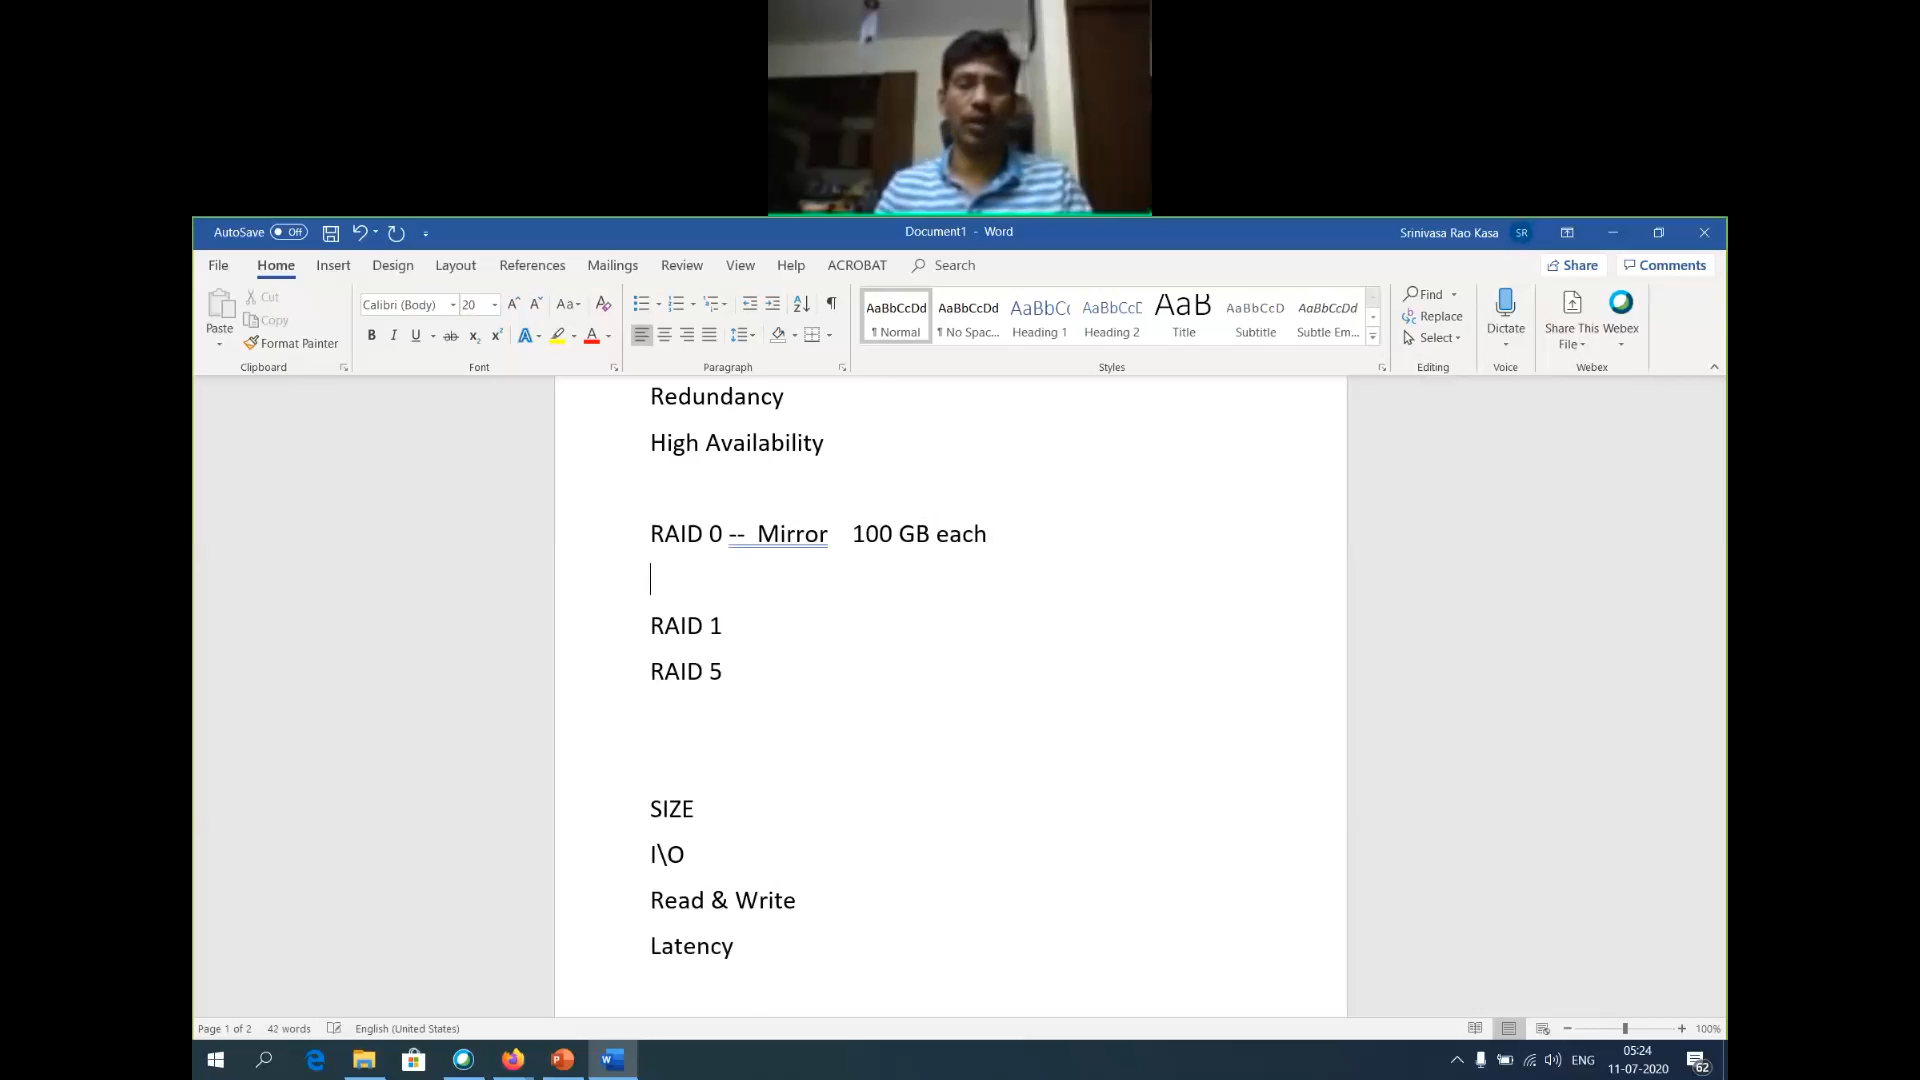 AutoSave Off Document1 - Word Srinivasa Rao Kasa SR
File Home Insert Design Layout References Mailings Review View Help ACROBAT Search Share Comments
Paste Cut Copy Format Painter Clipboard
Calibri (Body) 20 A A Aa A
B I U ab x2 x2 A A Font
Paragraph
AaBbCcDd AaBbCcDd AaBbCc AaBbCcE AaB AaBbCcD AaBbCcDd
¶ Normal ¶ No Spac... Heading 1 Heading 2 Title Subtitle Subtle Em...
Styles
Find Replace Select Editing
Dictate Voice
Share This File Webex Webex
Redundancy
High Availability
RAID 0 -- Mirror 100 GB each
RAID 1
RAID 5
SIZE
I\O
Read & Write
Latency
Page 1 of 2 42 words English (United States) 100%
ENG 05:24
11-07-2020 62